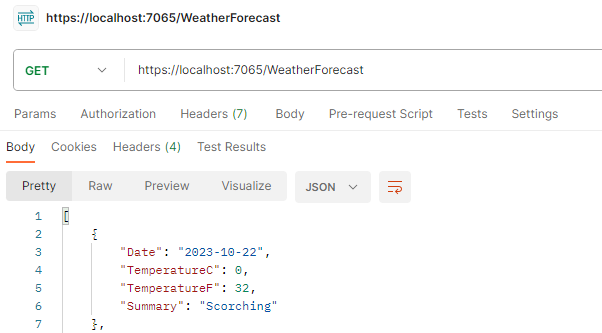 HTTP https://localhost:7065/WeatherForecast
GET https://localhost:7065/WeatherForecast
Params Authorization Headers (7) Body Pre-request Script Tests Settings
Body Cookies Headers (4) Test Results
Pretty Raw Preview Visualize JSON
1 [
2 {
3 "Date": "2023-10-22",
4 "TemperatureC": 0,
5 "TemperatureF": 32,
6 "Summary": "Scorching"
7 },